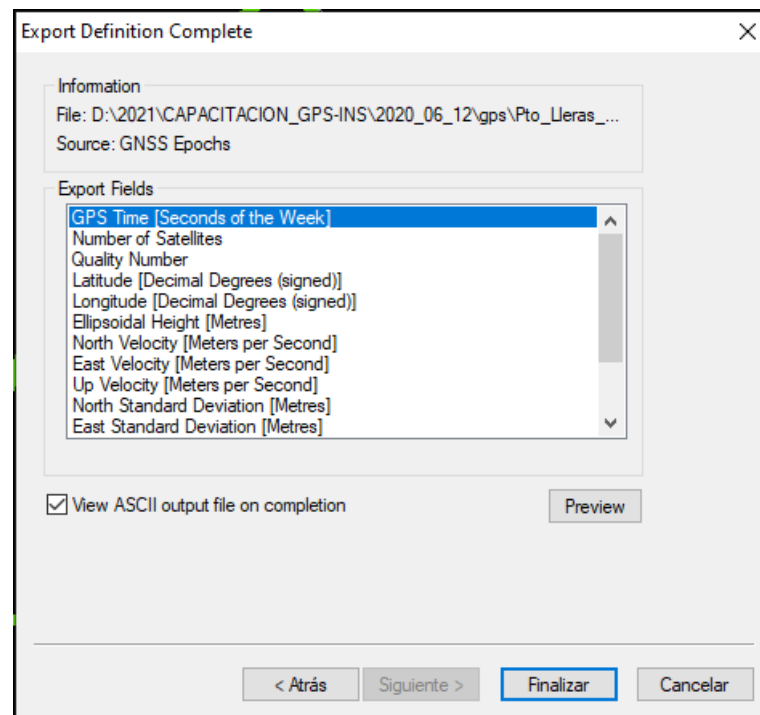 Export Definition Complete
Information
File: D:\2021\CAPACITACION_GPS-INS\2020_06_12\gps\Pto_Lleras_...
Source: GNSS Epochs
Export Fields
GPS Time [Seconds of the Week]
Number of Satellites
Quality Number
Latitude [Decimal Degrees (signed)]
Longitude [Decimal Degrees (signed)]
Ellipsoidal Height [Metres]
North Velocity [Meters per Second]
East Velocity [Meters per Second]
Up Velocity [Meters per Second]
North Standard Deviation [Metres]
East Standard Deviation [Metres]
View ASCII output file on completion
Preview
< Atrás
Siguiente >
Finalizar
Cancelar